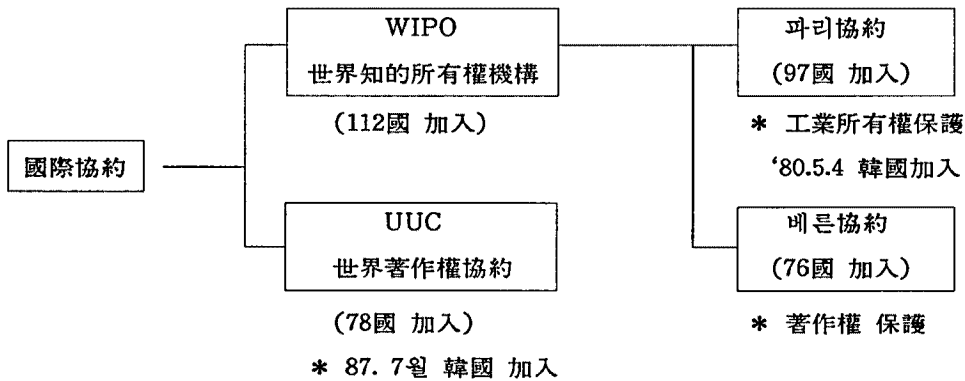 國際協約
WIPO
世界知的所有權機構
(112國 加入)
UUC
世界著作權協約
(78國 加入)
* 87. 7월 韓國 加入
파리協約
(97國 加入)
* 工業所有權保護
‘80.5.4 韓國加入
베른協約
(76國 加入)
* 著作權 保護